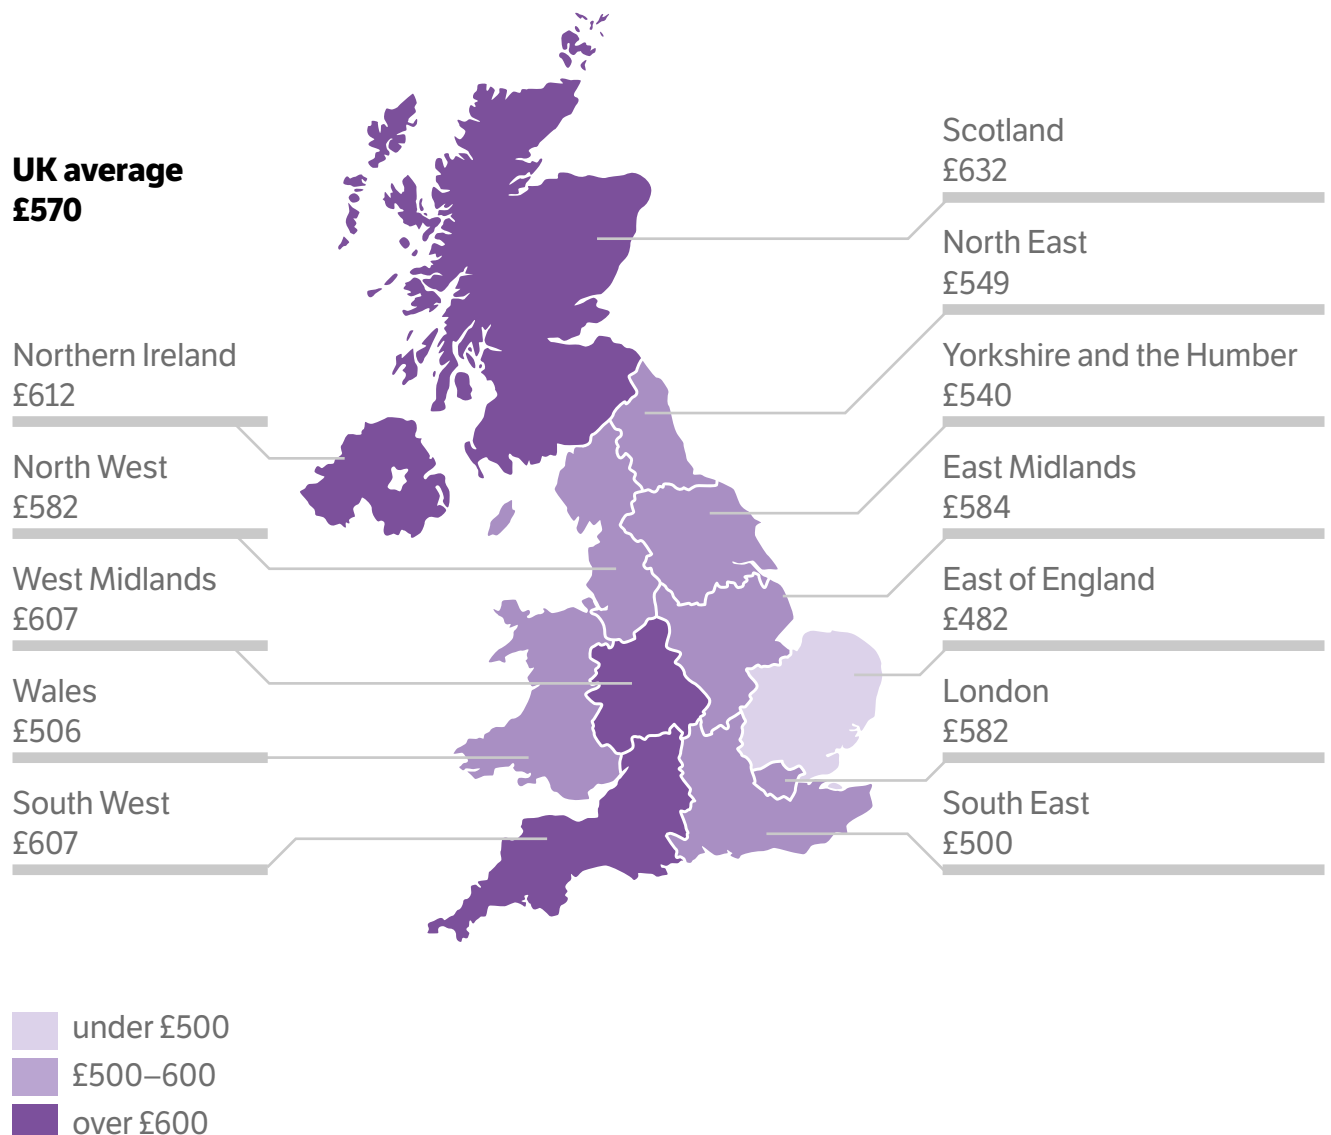 UK average
£570
Northern Ireland
£612
North West
£582
West Midlands
£607
Wales
£506
South West
£607
Scotland
£632
North East
£549
Yorkshire and the Humber
£540
East Midlands
£584
East of England
£482
London
£582
South East
£500
under £500
£500–600
over £600